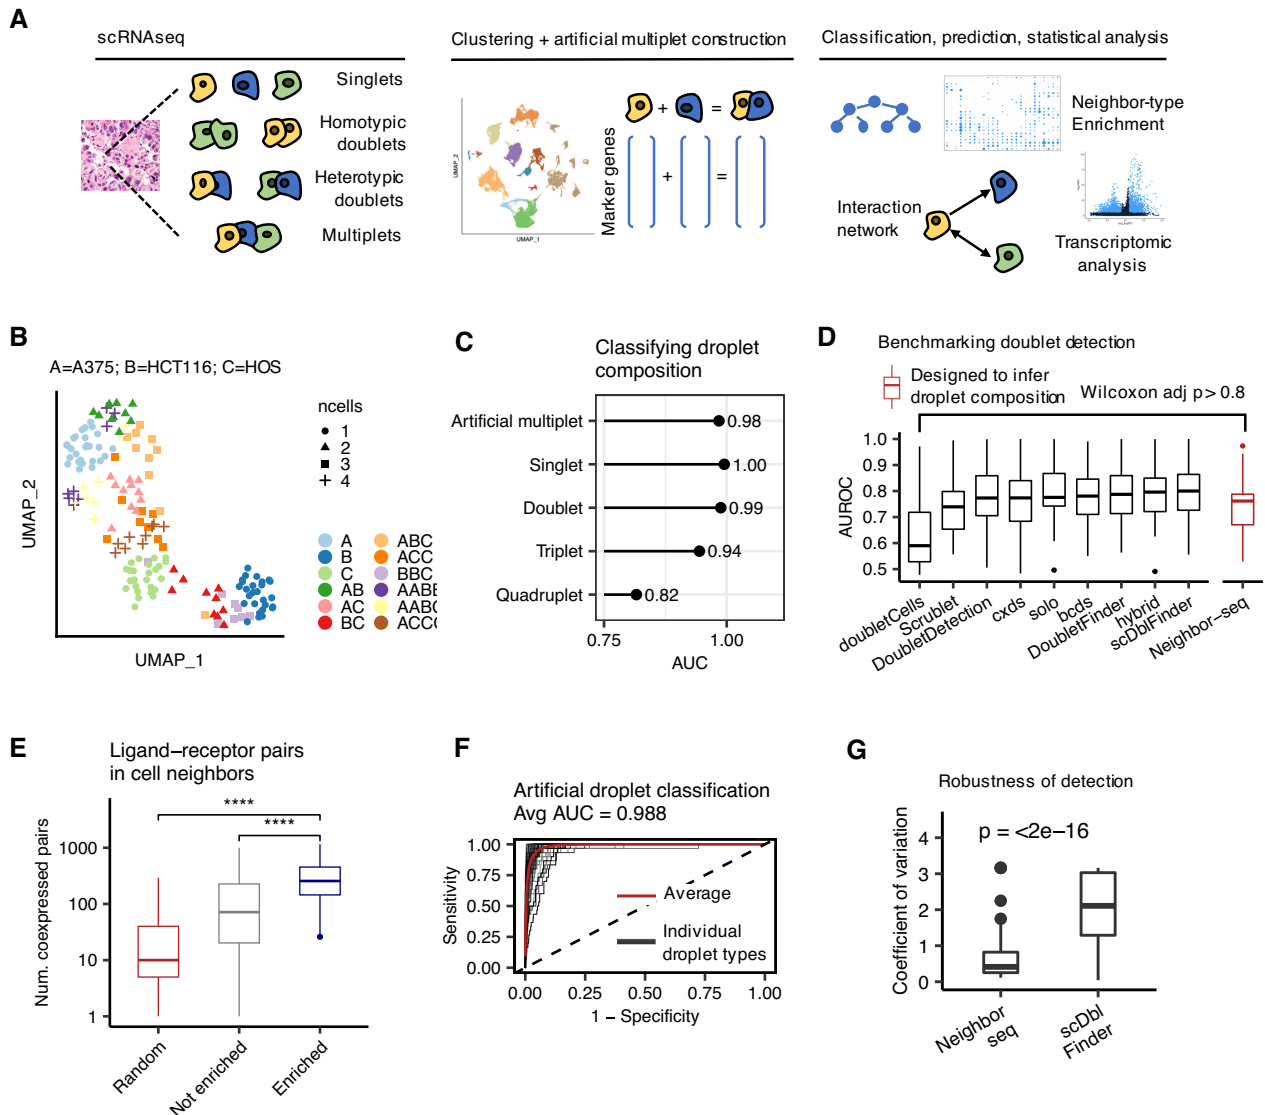 A
scRNAseq
Singlets
Homotypic
doublets
Heterotypic
doublets
Multiplets
Clustering + artificial multiplet construction
UMAP_2
UMAP_1
Marker genes
+ =
+ =
Classification, prediction, statistical analysis
Neighbor-type
Enrichment
Interaction
network
Transcriptomic
analysis
B
A=A375; B=HCT116; C=HOS
UMAP_2
UMAP_1
ncells
1
2
3
4
A
B
C
AB
AC
BC
ABC
ACC
BBC
AABB
AABC
ACCC
C
Classifying droplet
composition
Artificial multiplet
0.98
Singlet
1.00
Doublet
0.99
Triplet
0.94
Quadruplet
0.82
0.75 1.00
AUC
D
Benchmarking doublet detection
Designed to infer
droplet composition
Wilcoxon adj p > 0.8
AUROC
1.0
0.9
0.8
0.7
0.6
0.5
doubletCells
Scrublet
DoubletDetection
cxds
solo
bcds
DoubletFinder
hybrid
scDblFinder
Neighbor−seq
E
Ligand−receptor pairs
in cell neighbors
****
****
Num. coexpressed pairs
1000
100
10
1
Random
Not enriched
Enriched
F
Artificial droplet classification
Avg AUC = 0.988
Sensitivity
1.00
0.75
0.50
0.25
0.00
Average
Individual
droplet types
0.00 0.25 0.50 0.75 1.00
1 − Specificity
G
Robustness of detection
p = <2e−16
Coefficient of variation
4
3
2
1
0
Neighbor
seq
scDbl
Finder